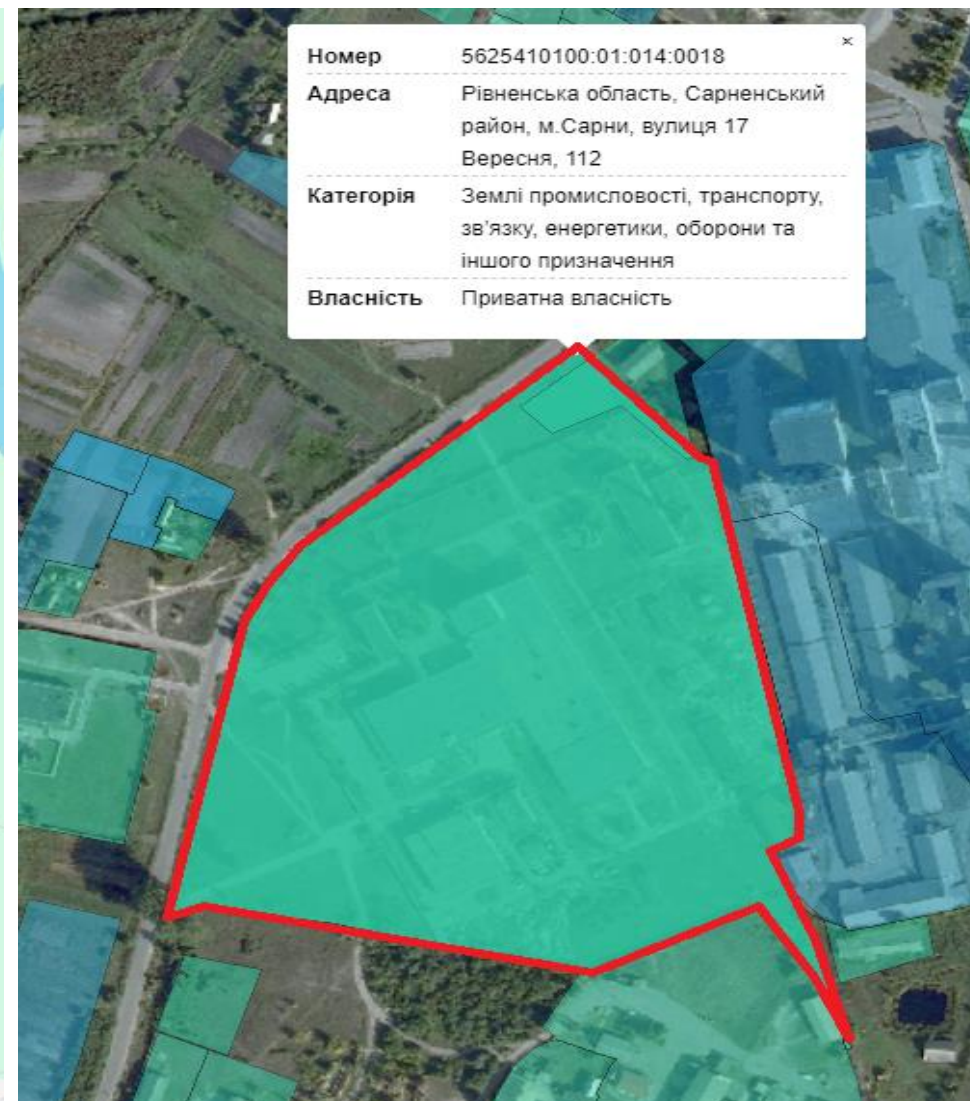 ×
Номер 5625410100:01:014:0018
Адреса Рівненська область, Сарненський
район, м.Сарни, вулиця 17
Вересня, 112
Категорія Землі промисловості, транспорту,
зв'язку, енергетики, оборони та
іншого призначення
Власність Приватна власність